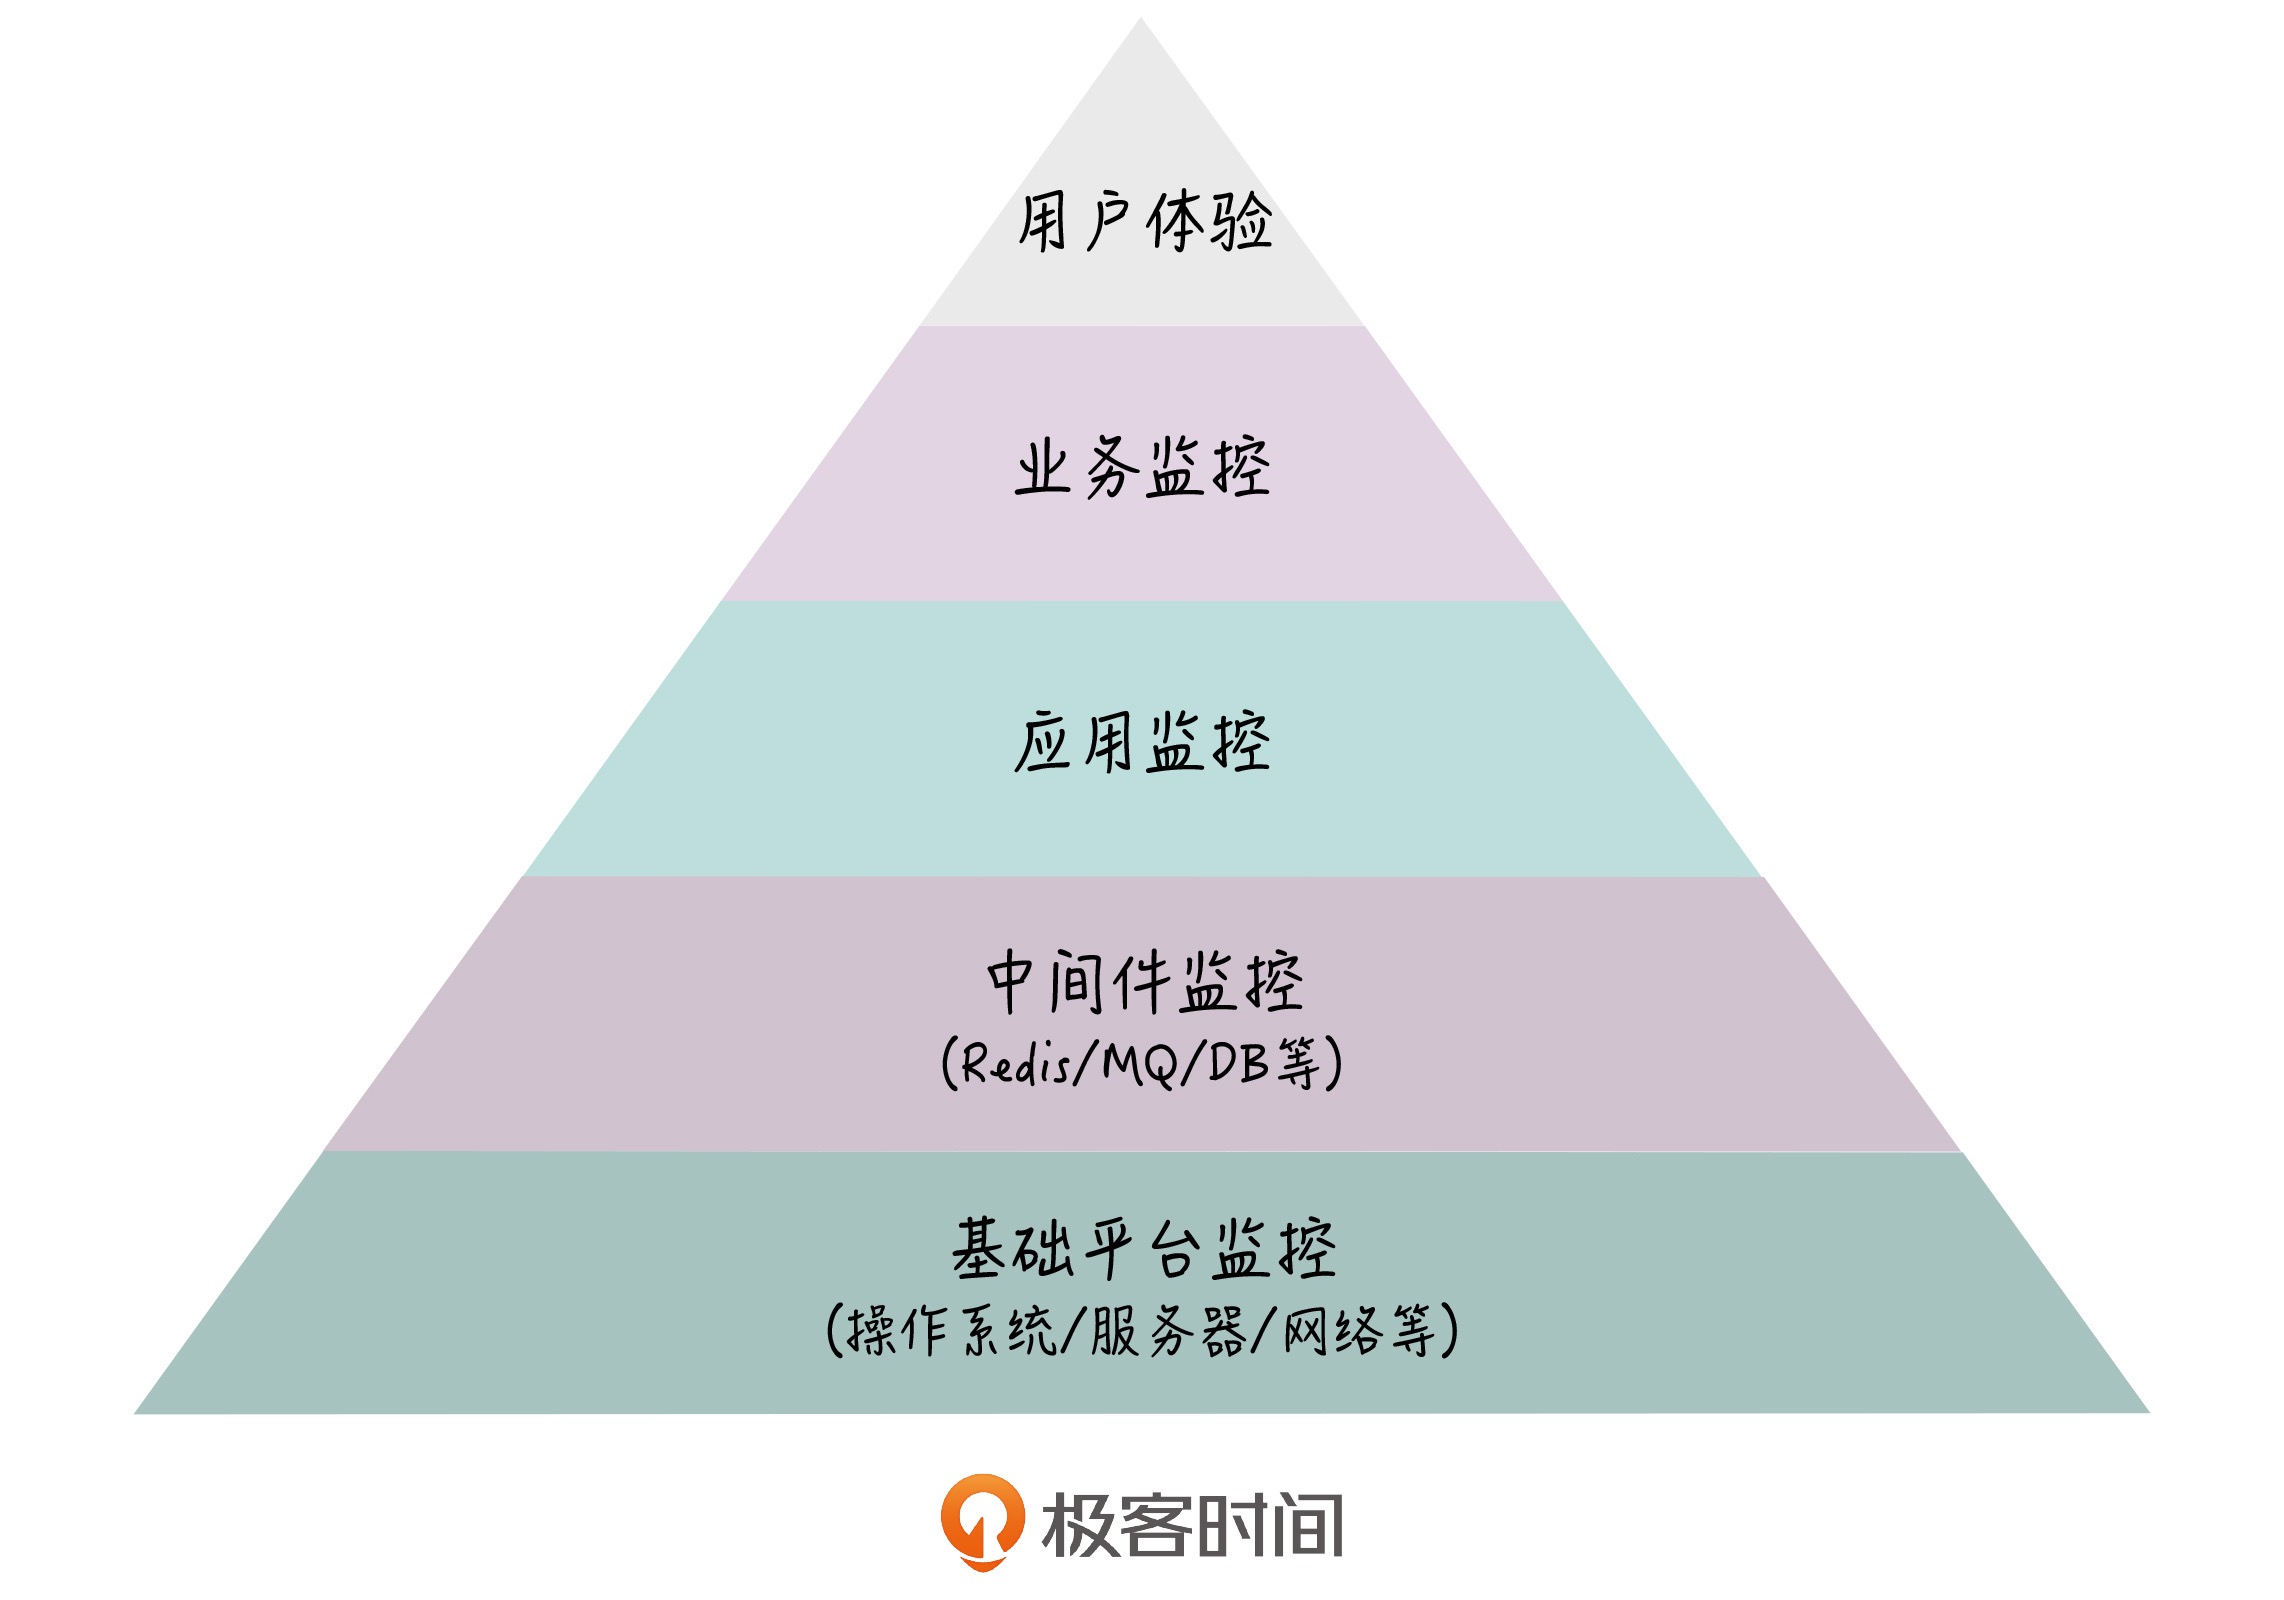 用户体验
业务监控
应用监控
中间件监控
(Redis/MQ/DB等)
基础平台监控
(操作系统/服务器/网络等)
极客时间